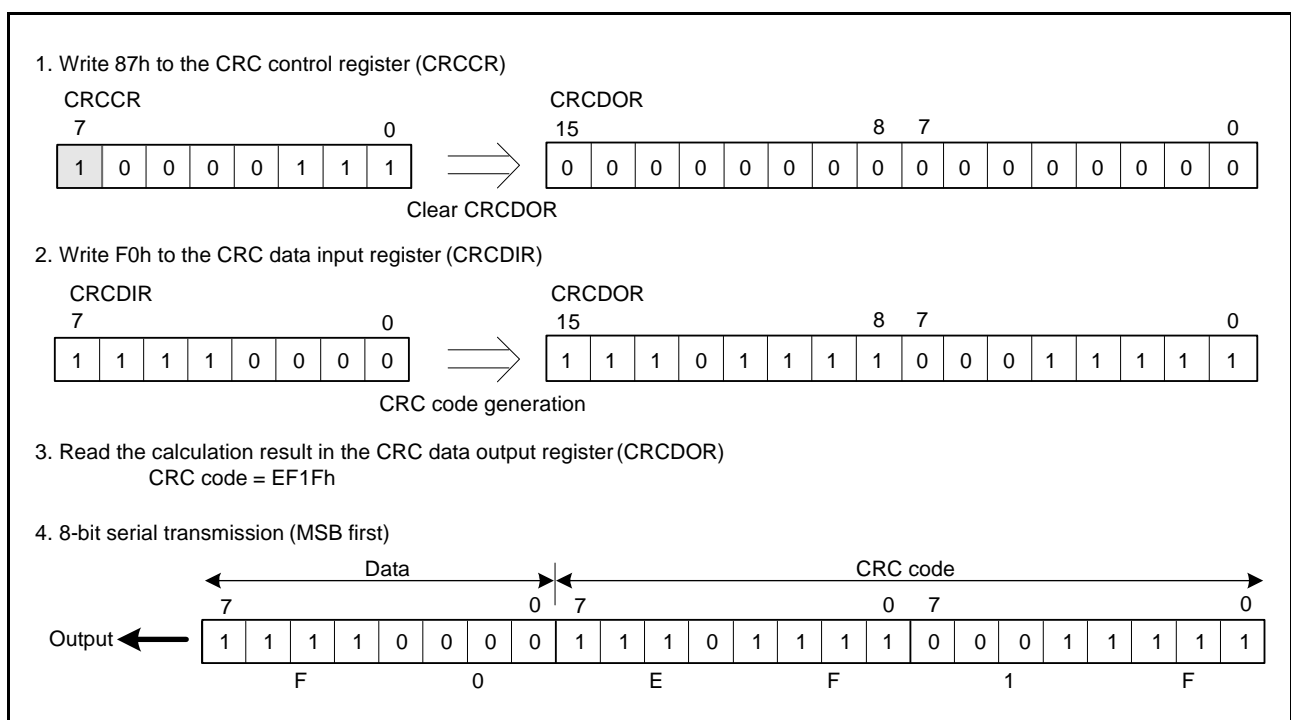 1. Write 87h to the CRC control register (CRCCR)
CRCCR CRCDOR
7 0 15 8 7 0
1 0 0 0 0 1 1 1 0 0 0 0 0 0 0 0 0 0 0 0 0 0 0 0
Clear CRCDOR
2. Write F0h to the CRC data input register (CRCDIR)
CRCDIR CRCDOR
7 0 15 8 7 0
1 1 1 1 0 0 0 0 1 1 1 0 1 1 1 1 0 0 0 1 1 1 1 1
CRC code generation
3. Read the calculation result in the CRC data output register (CRCDOR)
CRC code = EF1Fh
4. 8-bit serial transmission (MSB first)
Data CRC code
7 0 7 0 7 0
Output 1 1 1 1 0 0 0 0 1 1 1 0 1 1 1 1 0 0 0 1 1 1 1 1
F 0 E F 1 F